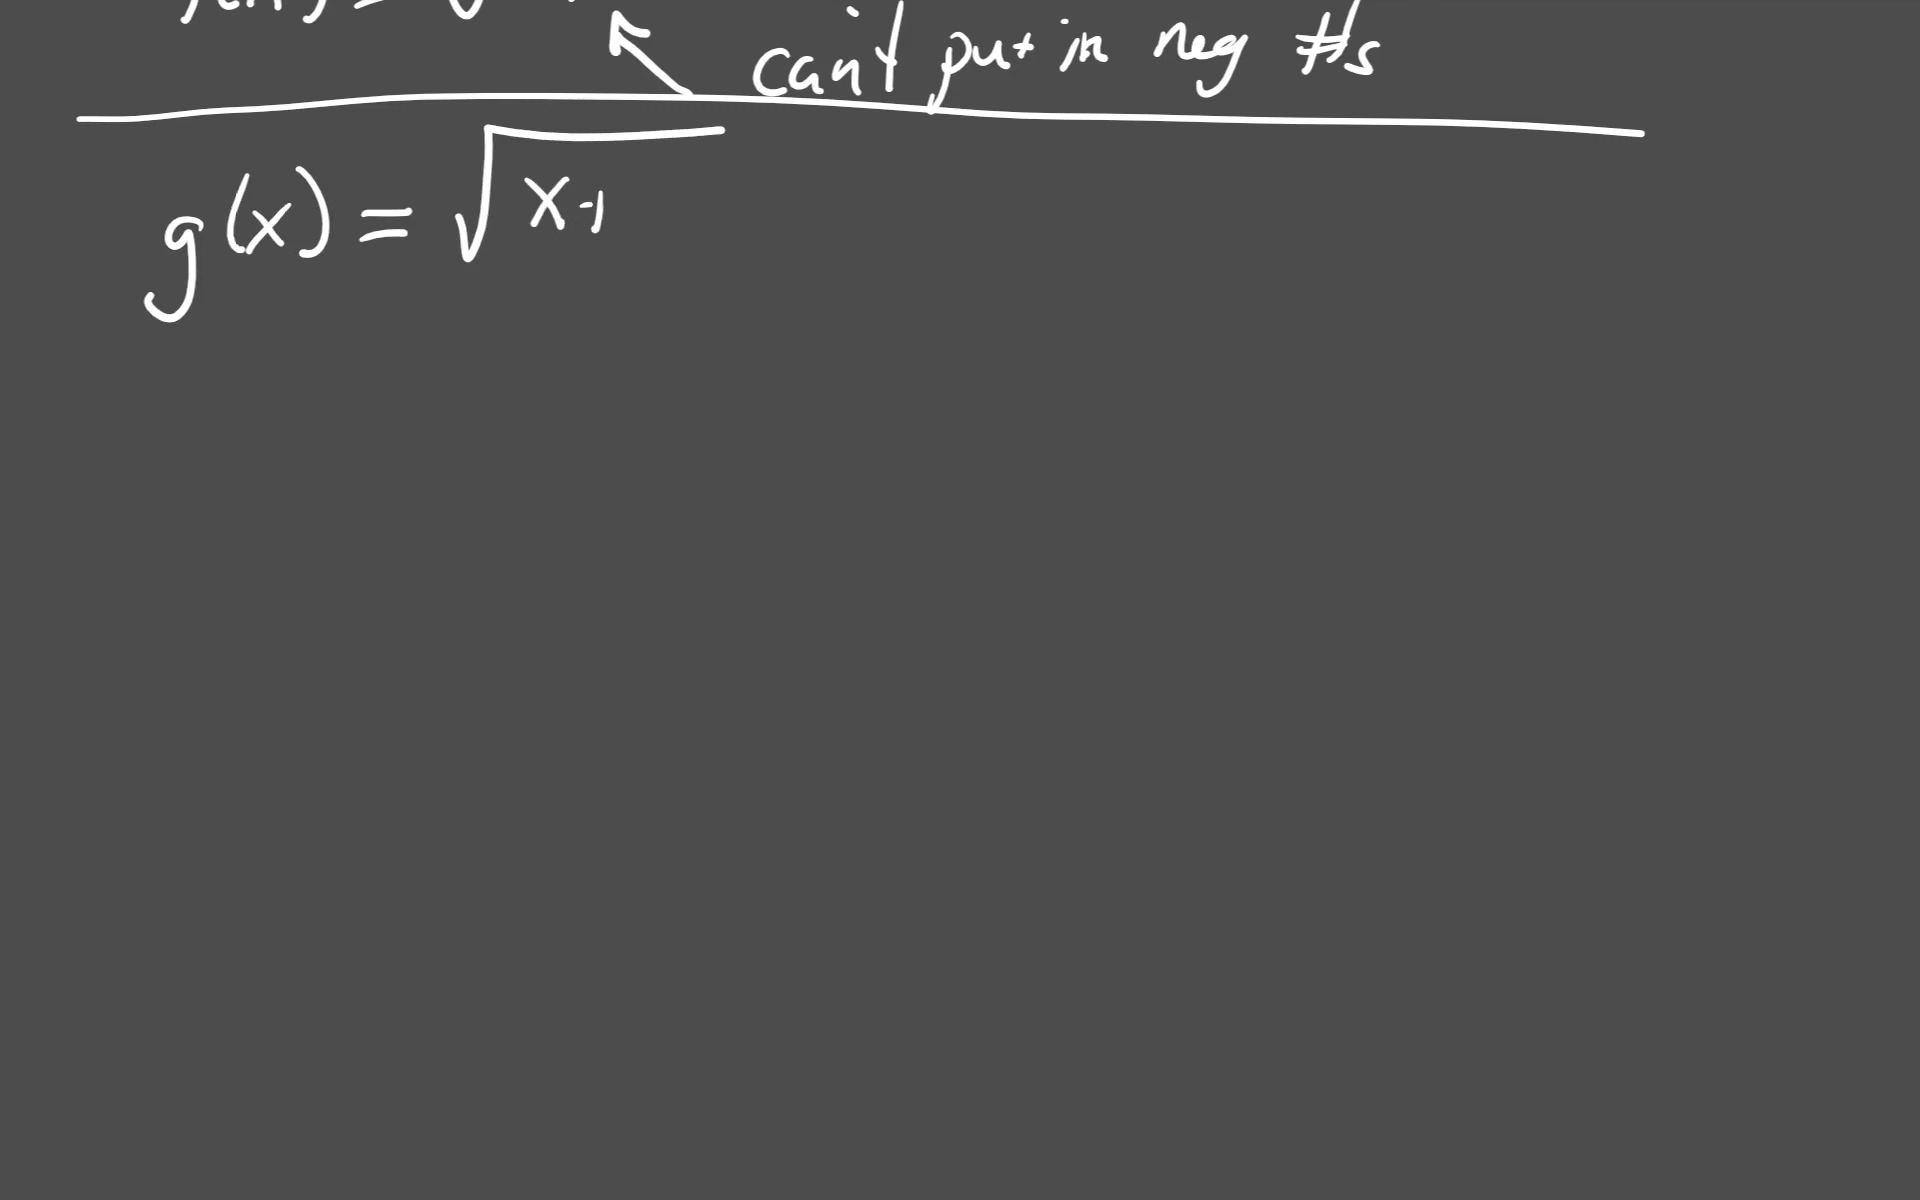 can't put in neg #s
g(x) = √x-1